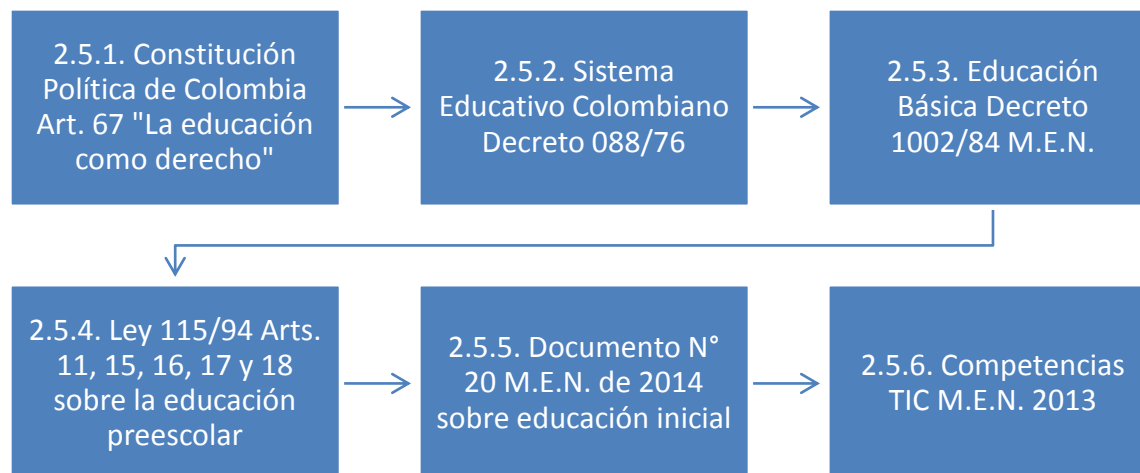 2.5.1. Constitución
Política de Colombia
Art. 67 "La educación
como derecho"
2.5.2. Sistema
Educativo Colombiano
Decreto 088/76
2.5.3. Educación
Básica Decreto
1002/84 M.E.N.
2.5.4. Ley 115/94 Arts.
11, 15, 16, 17 y 18
sobre la educación
preescolar
2.5.5. Documento N°
20 M.E.N. de 2014
sobre educación inicial
2.5.6. Competencias
TIC M.E.N. 2013